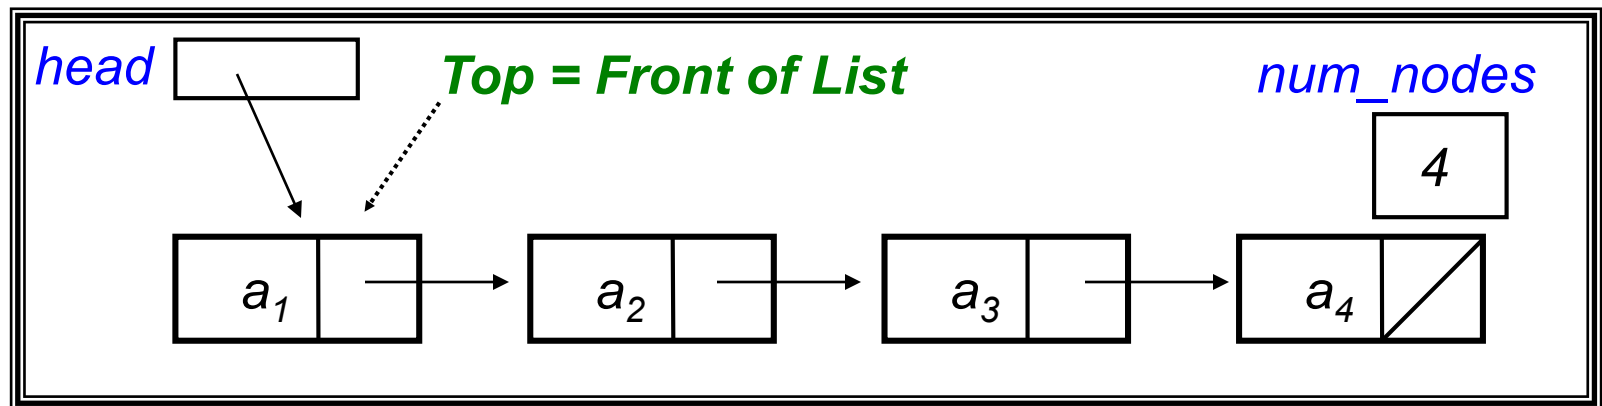 head
Top = Front of List
num_nodes
4
a₁
a₂
a₃
a₄